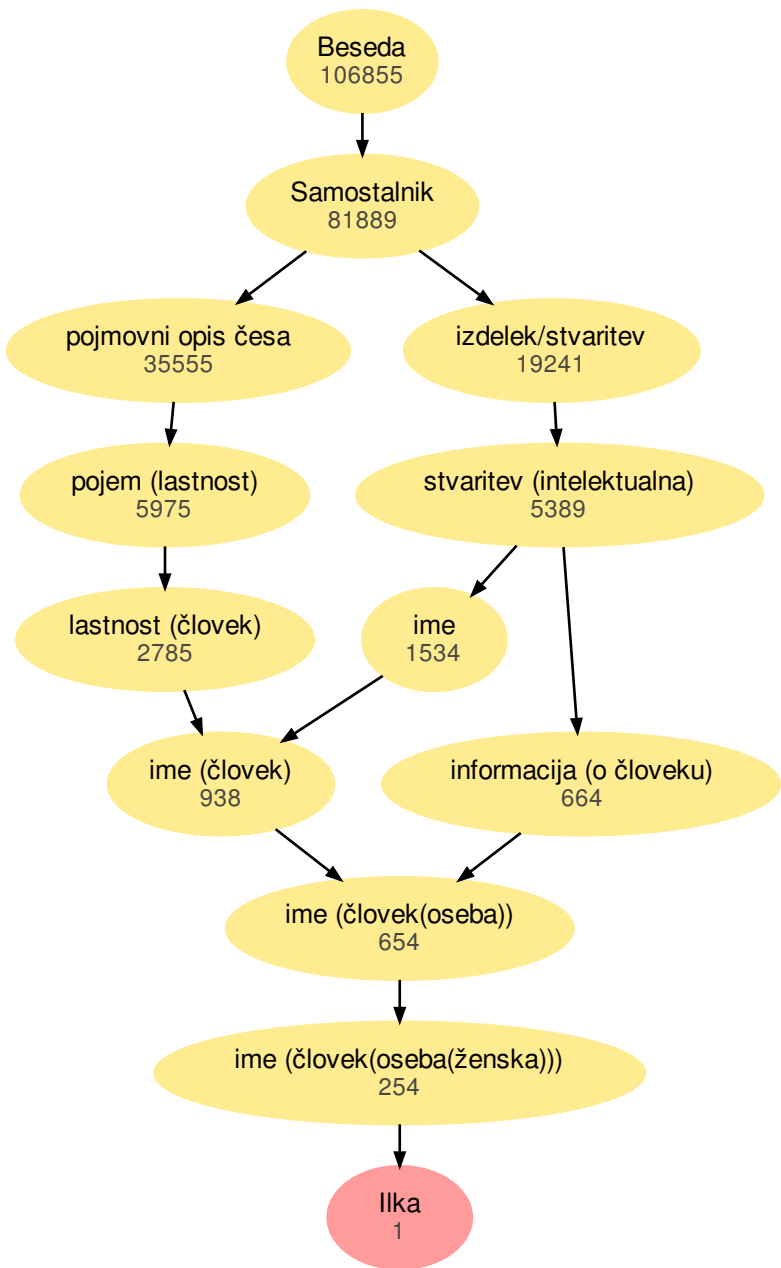 Beseda
106855
Samostalnik
81889
pojmovni opis česa
35555
izdelek/stvaritev
19241
pojem (lastnost)
5975
stvaritev (intelektualna)
5389
lastnost (človek)
2785
ime
1534
ime (človek)
938
informacija (o človeku)
664
ime (človek(oseba))
654
ime (človek(oseba(ženska)))
254
Ilka
1